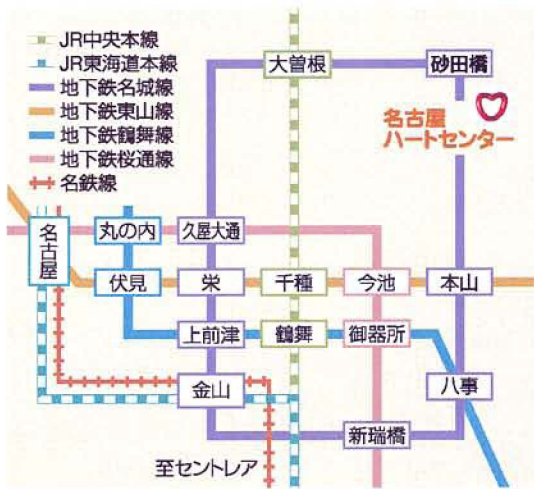 JR中央本線
JR東海道本線
地下鉄名城線
地下鉄東山線
地下鉄鶴舞線
地下鉄桜通線
名鉄線
大曽根
砂田橋
名古屋
ハートセンター
名古屋
丸の内
久屋大通
伏見
栄
千種
今池
本山
上前津
鶴舞
御器所
金山
八事
新瑞橋
至セントレア